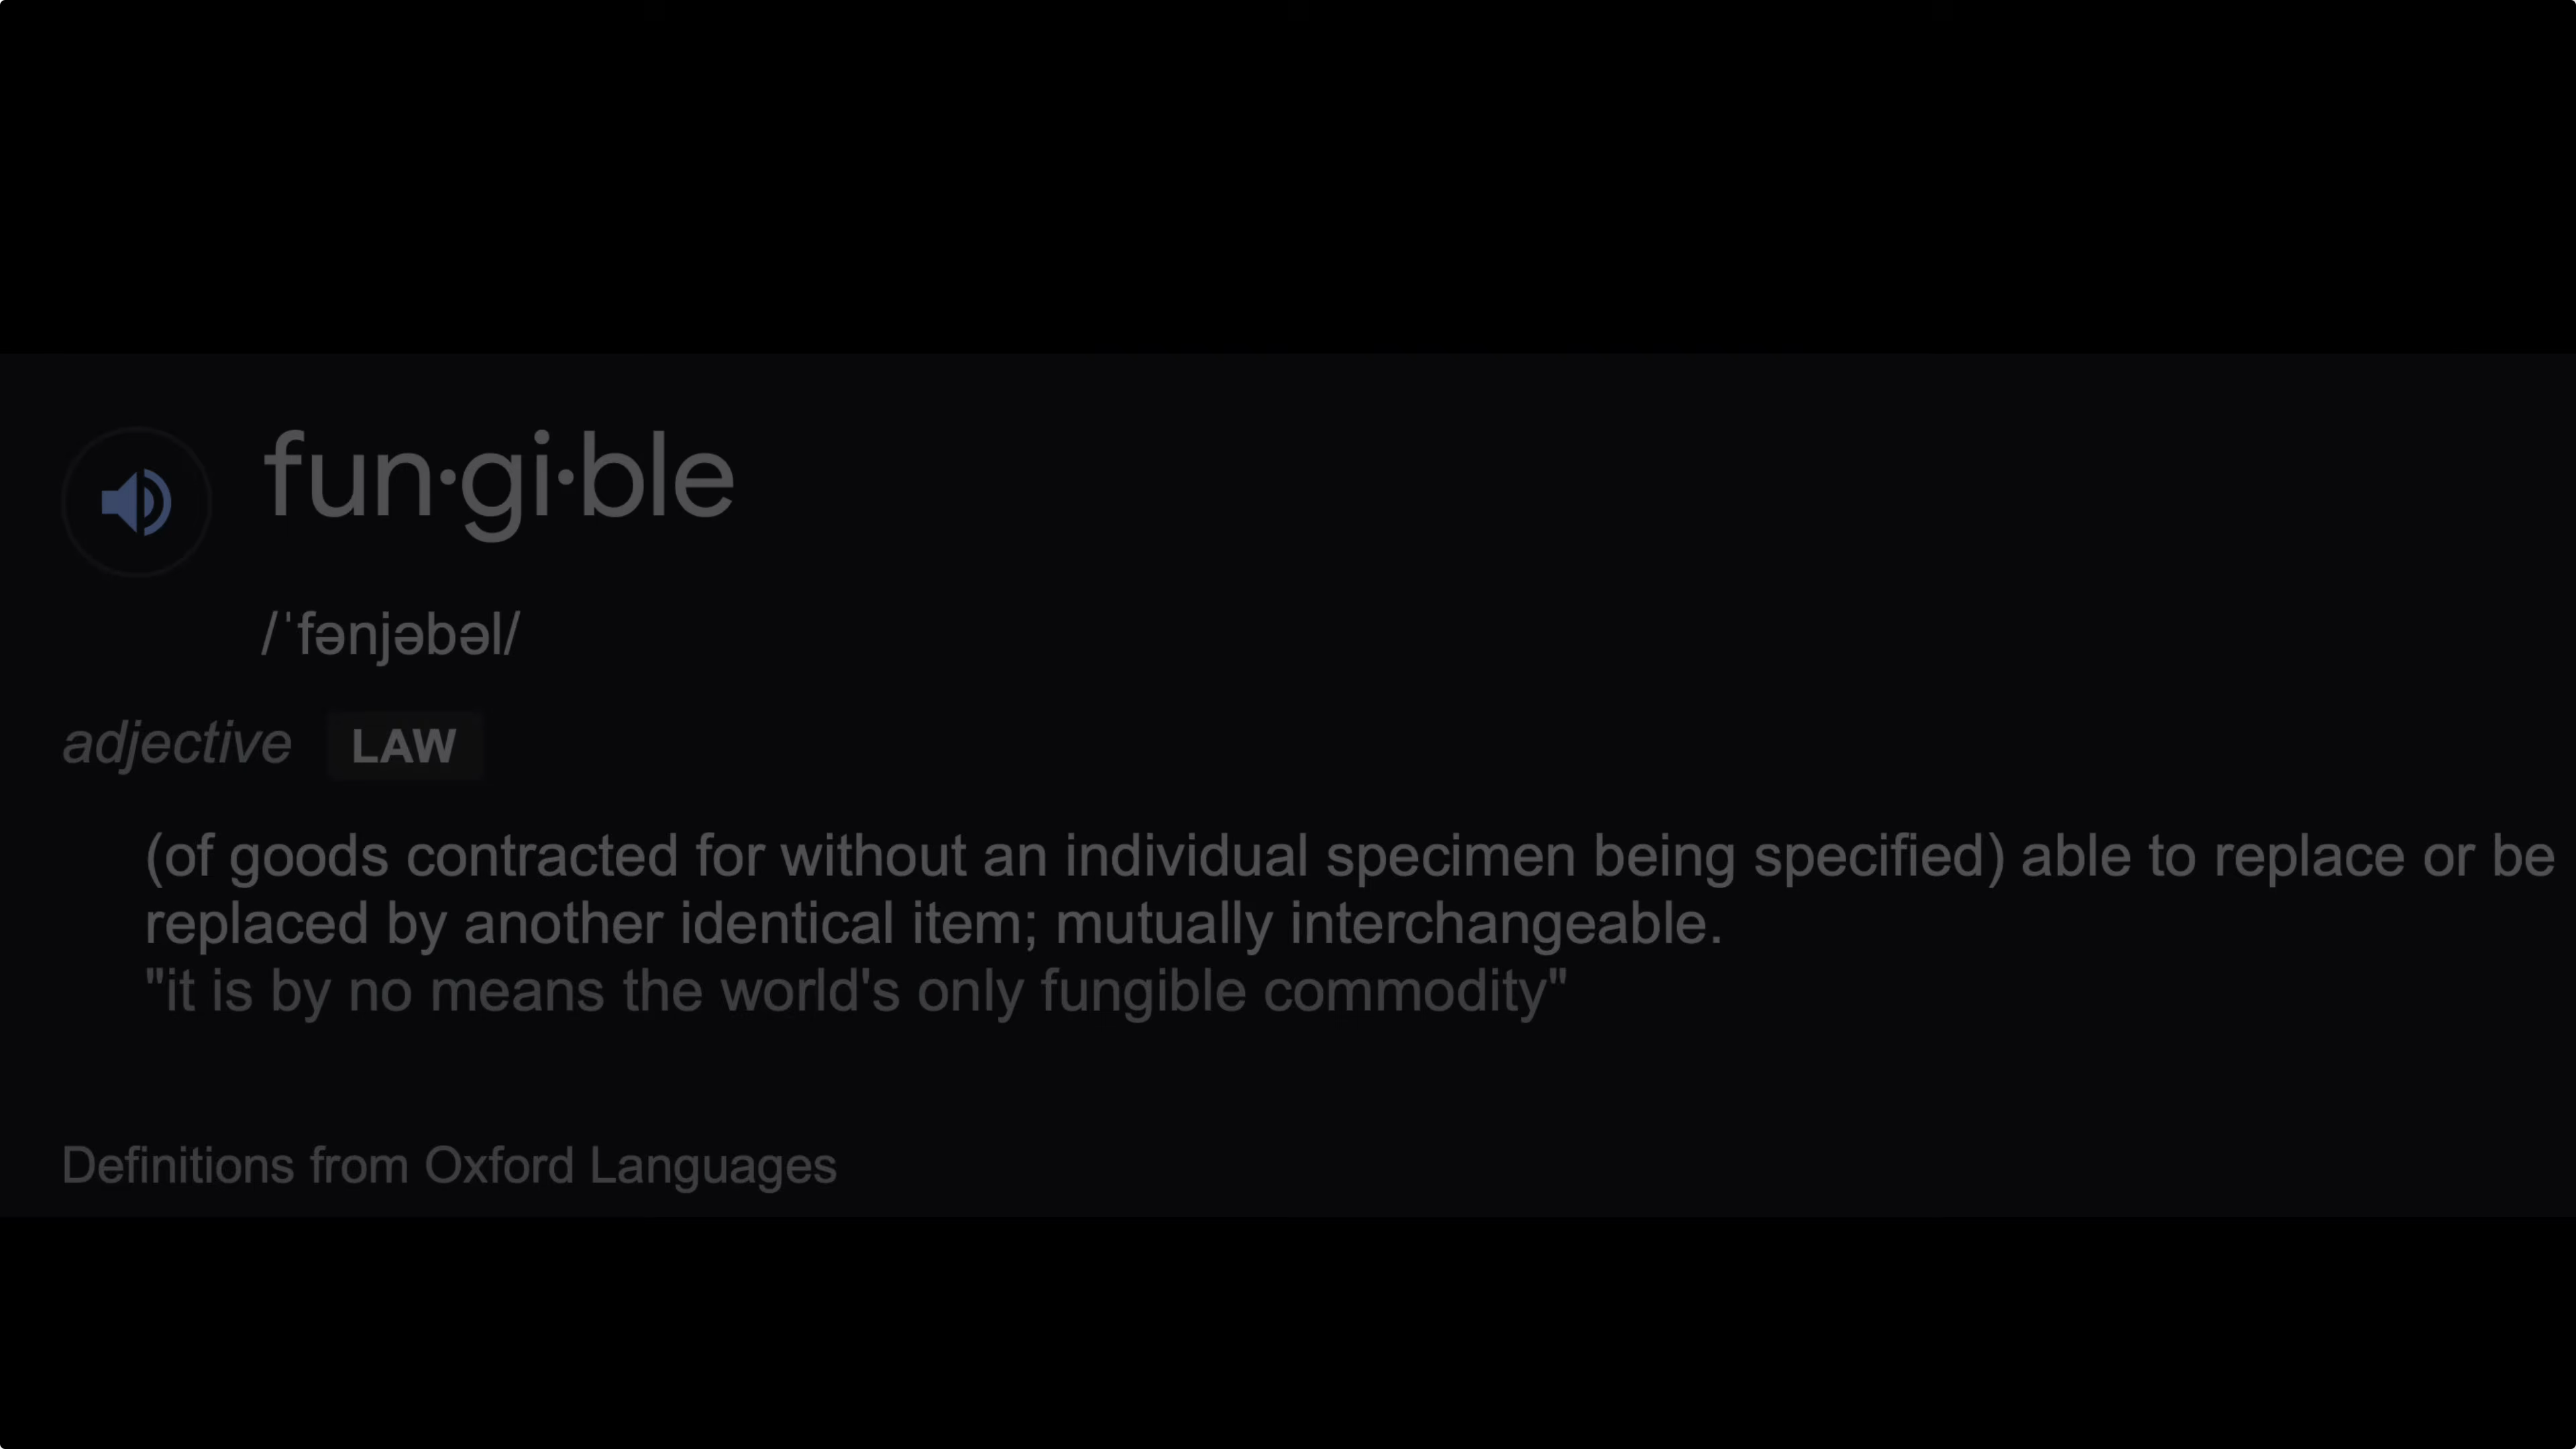 fun·gi·ble
/ˈfənjəbəl/
adjective LAW
(of goods contracted for without an individual specimen being specified) able to replace or be
replaced by another identical item; mutually interchangeable.
"it is by no means the world's only fungible commodity"
Definitions from Oxford Languages